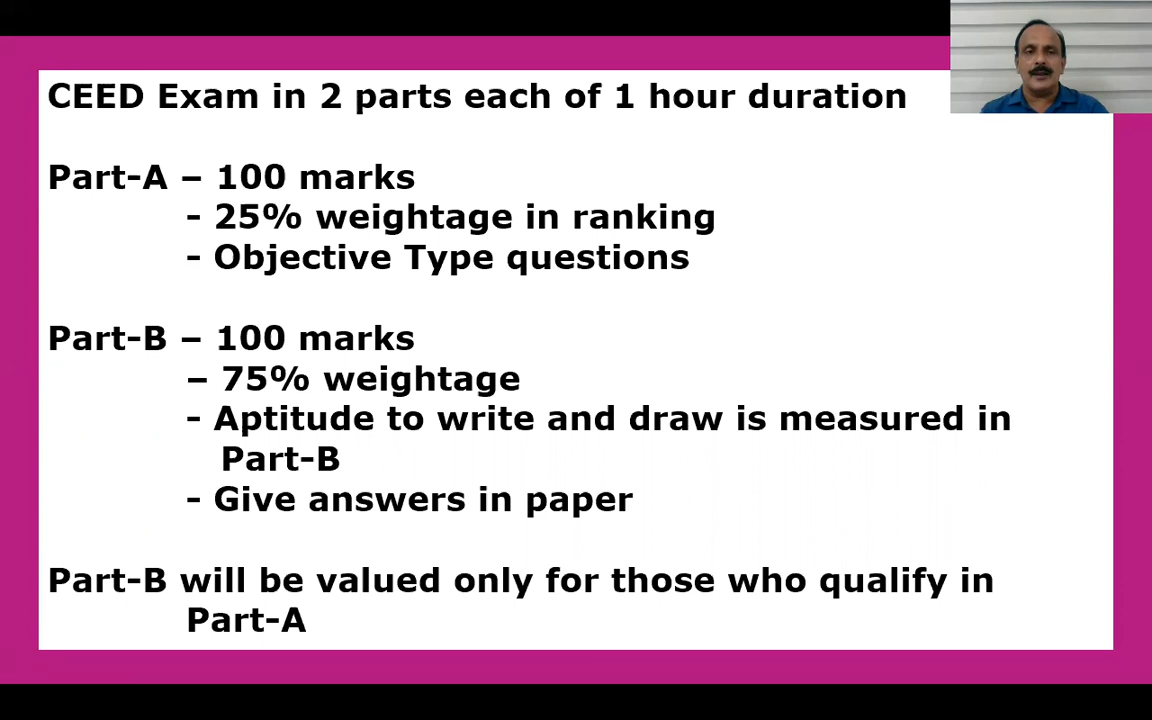 CEED Exam in 2 parts each of 1 hour duration
Part-A – 100 marks
- 25% weightage in ranking
- Objective Type questions
Part-B – 100 marks
– 75% weightage
- Aptitude to write and draw is measured in
Part-B
- Give answers in paper
Part-B will be valued only for those who qualify in
Part-A